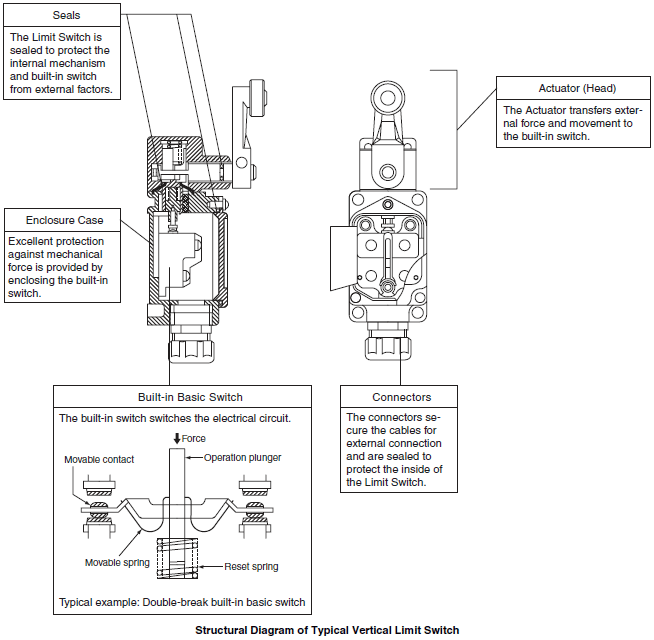 Seals
The Limit Switch is
sealed to protect the
internal mechanism
and built-in switch
from external factors.
Actuator (Head)
The Actuator transfers exter-
nal force and movement to
the built-in switch.
Enclosure Case
Excellent protection
against mechanical
force is provided by
enclosing the built-in
switch.
Built-in Basic Switch
The built-in switch switches the electrical circuit.
Force
Movable contact
Operation plunger
Movable spring
Reset spring
Typical example: Double-break built-in basic switch
Connectors
The connectors se-
cure the cables for
external connection
and are sealed to
protect the inside of
the Limit Switch.
Structural Diagram of Typical Vertical Limit Switch